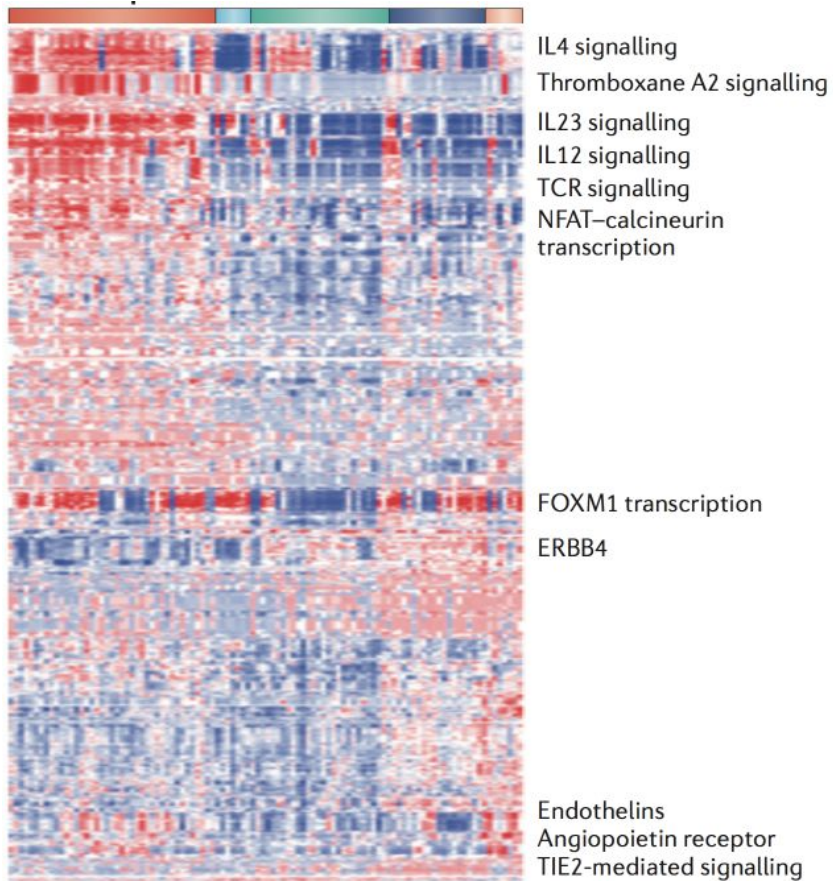 IL4 signalling
Thromboxane A2 signalling
IL23 signalling
IL12 signalling
TCR signalling
NFAT–calcineurin
transcription
FOXM1 transcription
ERBB4
Endothelins
Angiopoietin receptor
TIE2-mediated signalling